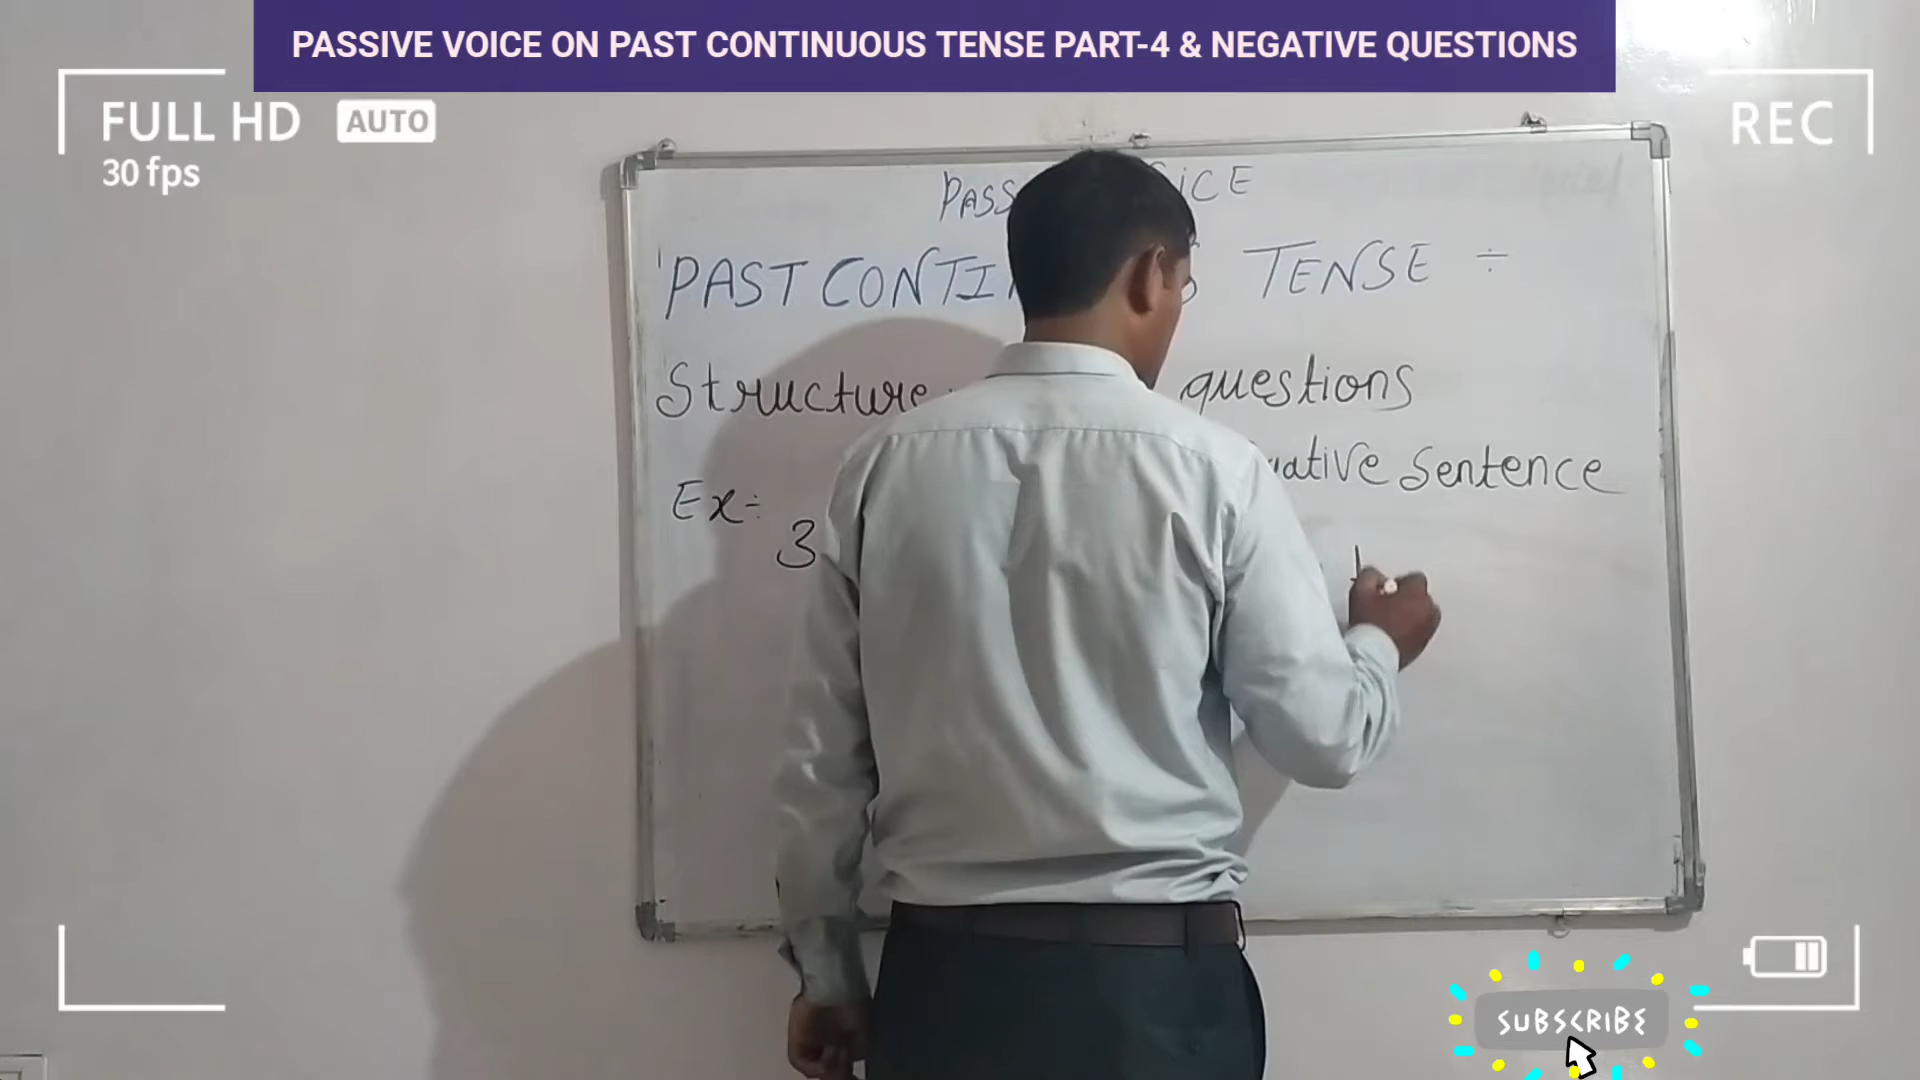 PASSIVE VOICE ON PAST CONTINUOUS TENSE PART-4 & NEGATIVE QUESTIONS
FULL HD AUTO
REC
30 fps
PASS ICE
PAST CONTI S TENSE ÷
Structure questions
ative Sentence
Ex ÷
3
SUBSCRIBE